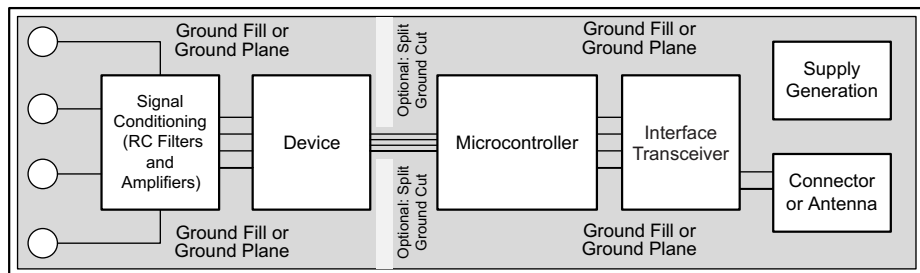 Ground Fill or
Ground Plane
Optional: Split
Ground Cut
Ground Fill or
Ground Plane
Supply
Generation
Signal
Conditioning
(RC Filters
and
Amplifiers)
Device
Microcontroller
Interface
Transceiver
Connector
or Antenna
Ground Fill or
Ground Plane
Optional: Split
Ground Cut
Ground Fill or
Ground Plane